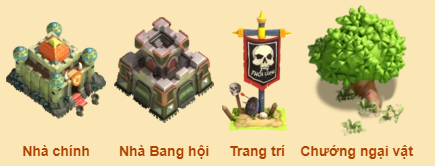 Nhà chính
Nhà Bang hội
Trang trí
Chướng ngại vật